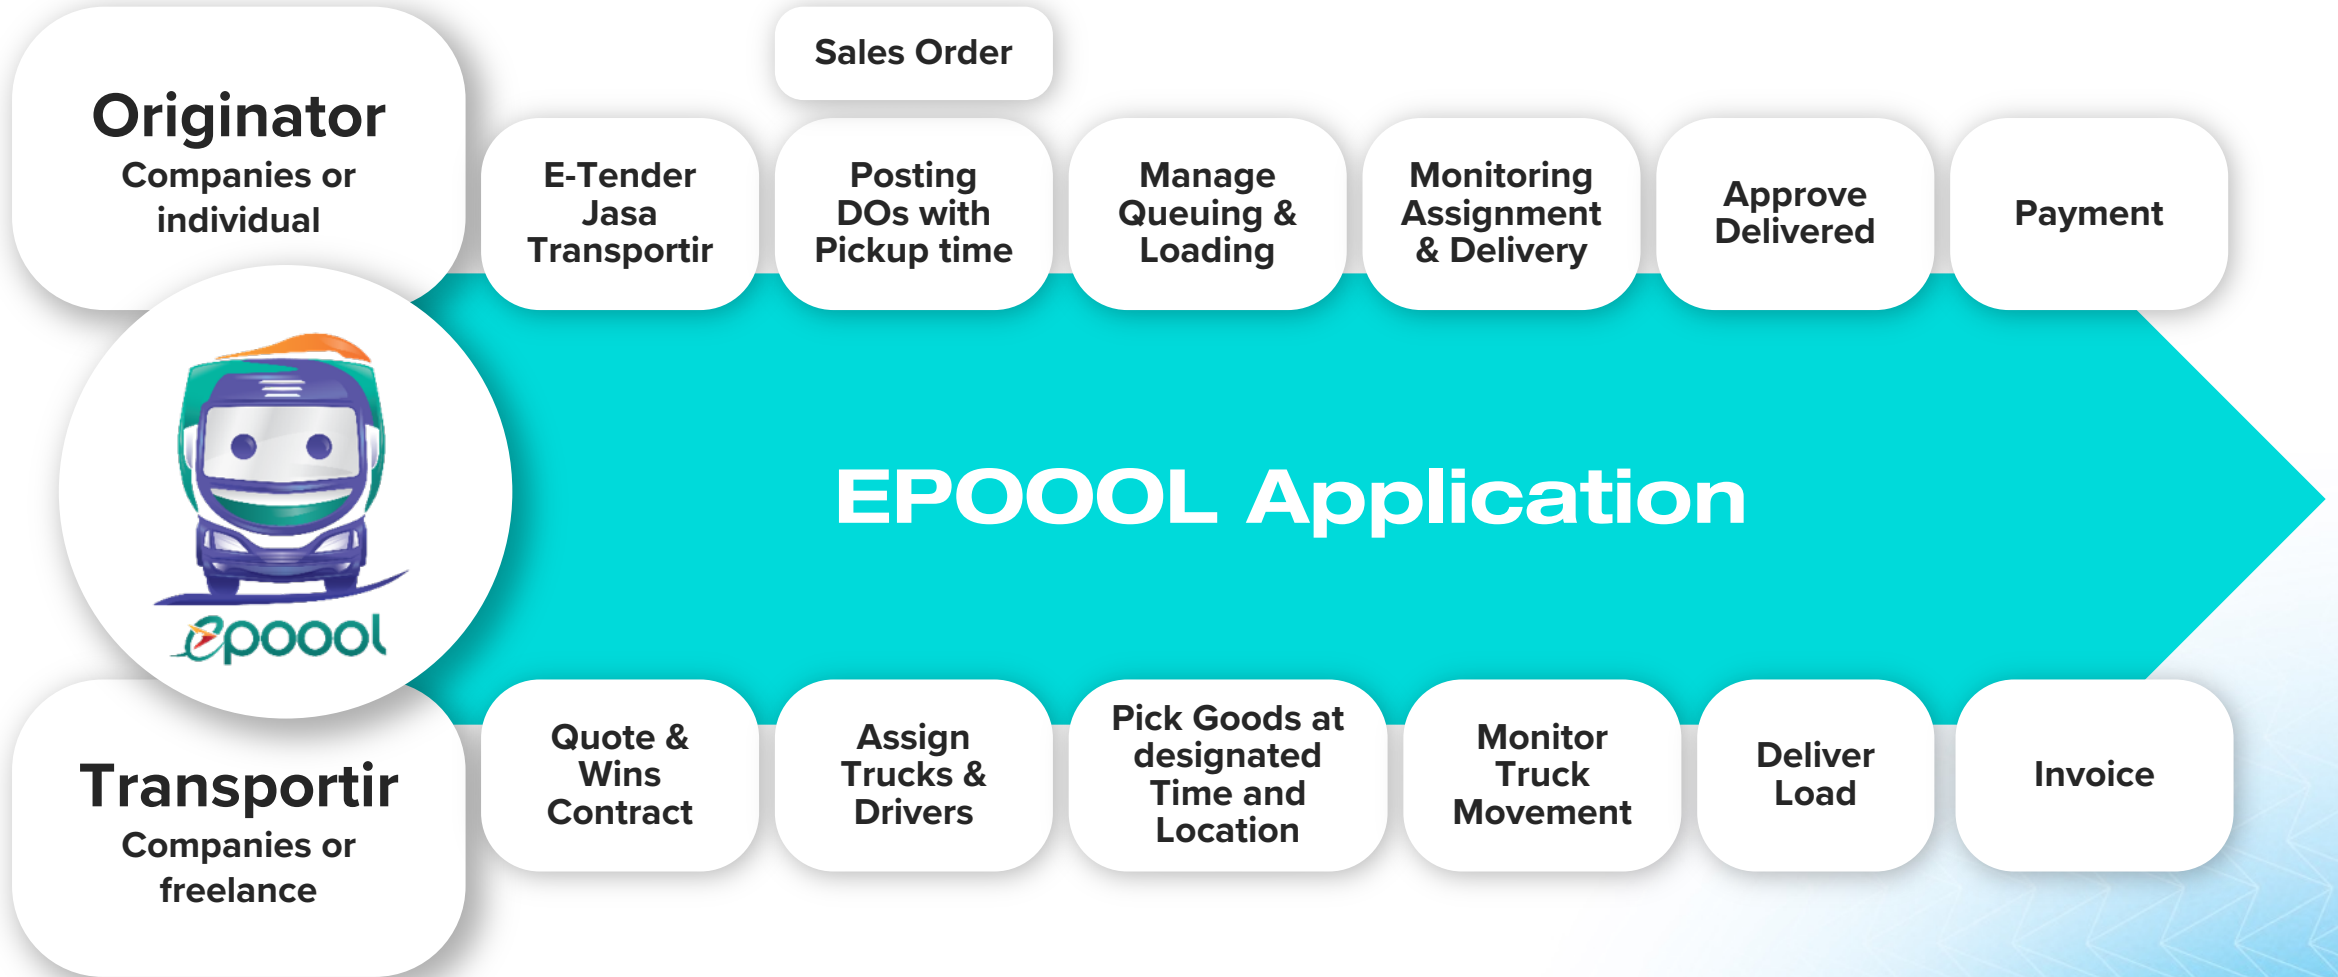 Originator
Companies or
individual
Sales Order
E-Tender
Jasa
Transportir
Posting
DOs with
Pickup time
Manage
Queuing &
Loading
Monitoring
Assignment
& Delivery
Approve
Delivered
Payment
epoool
EPOOOL Application
Transportir
Companies or
freelance
Quote &
Wins
Contract
Assign
Trucks &
Drivers
Pick Goods at
designated
Time and
Location
Monitor
Truck
Movement
Deliver
Load
Invoice